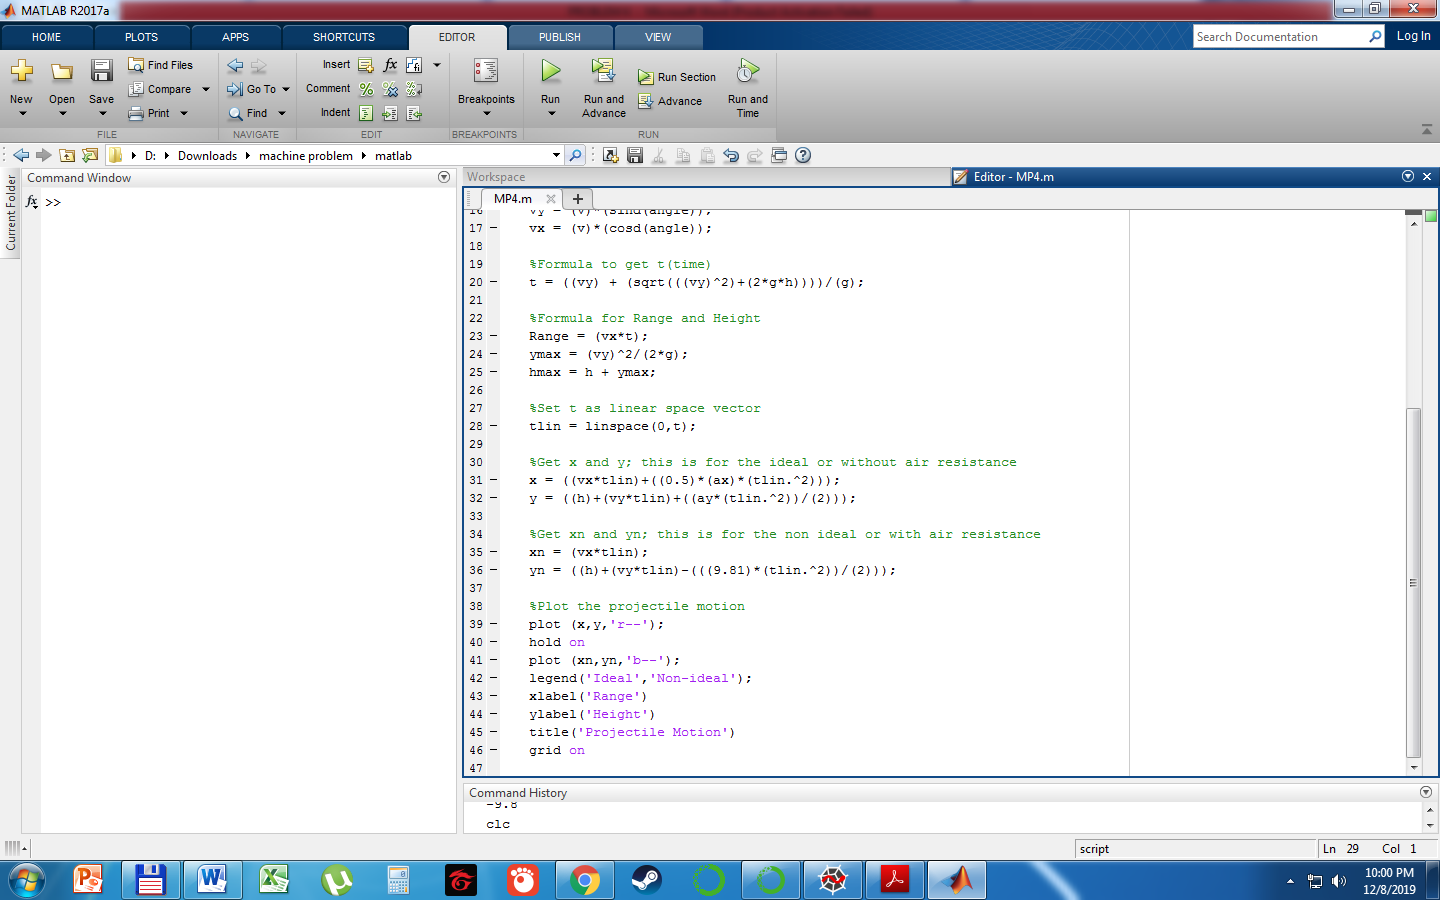 MATLAB R2017a
HOME PLOTS APPS SHORTCUTS EDITOR PUBLISH VIEW
Search Documentation Log In
New Open Save
Find Files
Compare
Print
Go To
Find
Insert
Comment
Indent
Breakpoints
Run
Run and Advance
Run Section
Advance
Run and Time
FILE NAVIGATE EDIT BREAKPOINTS RUN
D: Downloads machine problem matlab
Current Folder
Command Window
fx >>
Workspace
Editor - MP4.m
MP4.m
16 vy = (v)*(sind(angle));
17 vx = (v)*(cosd(angle));
18
19 %Formula to get t(time)
20 t = ((vy) + (sqrt(((vy)^2)+(2*g*h))))/(g);
21
22 %Formula for Range and Height
23 Range = (vx*t);
24 ymax = (vy)^2/(2*g);
25 hmax = h + ymax;
26
27 %Set t as linear space vector
28 tlin = linspace(0,t);
29
30 %Get x and y; this is for the ideal or without air resistance
31 x = ((vx*tlin)+((0.5)*(ax)*(tlin.^2)));
32 y = ((h)+(vy*tlin)+((ay*(tlin.^2))/(2)));
33
34 %Get xn and yn; this is for the non ideal or with air resistance
35 xn = (vx*tlin);
36 yn = ((h)+(vy*tlin)-(((9.81)*(tlin.^2))/(2)));
37
38 %Plot the projectile motion
39 plot (x,y,'r--');
40 hold on
41 plot (xn,yn,'b--');
42 legend('Ideal','Non-ideal');
43 xlabel('Range')
44 ylabel('Height')
45 title('Projectile Motion')
46 grid on
47
Command History
-9.8
clc
script
Ln 29 Col 1
10:00 PM
12/8/2019